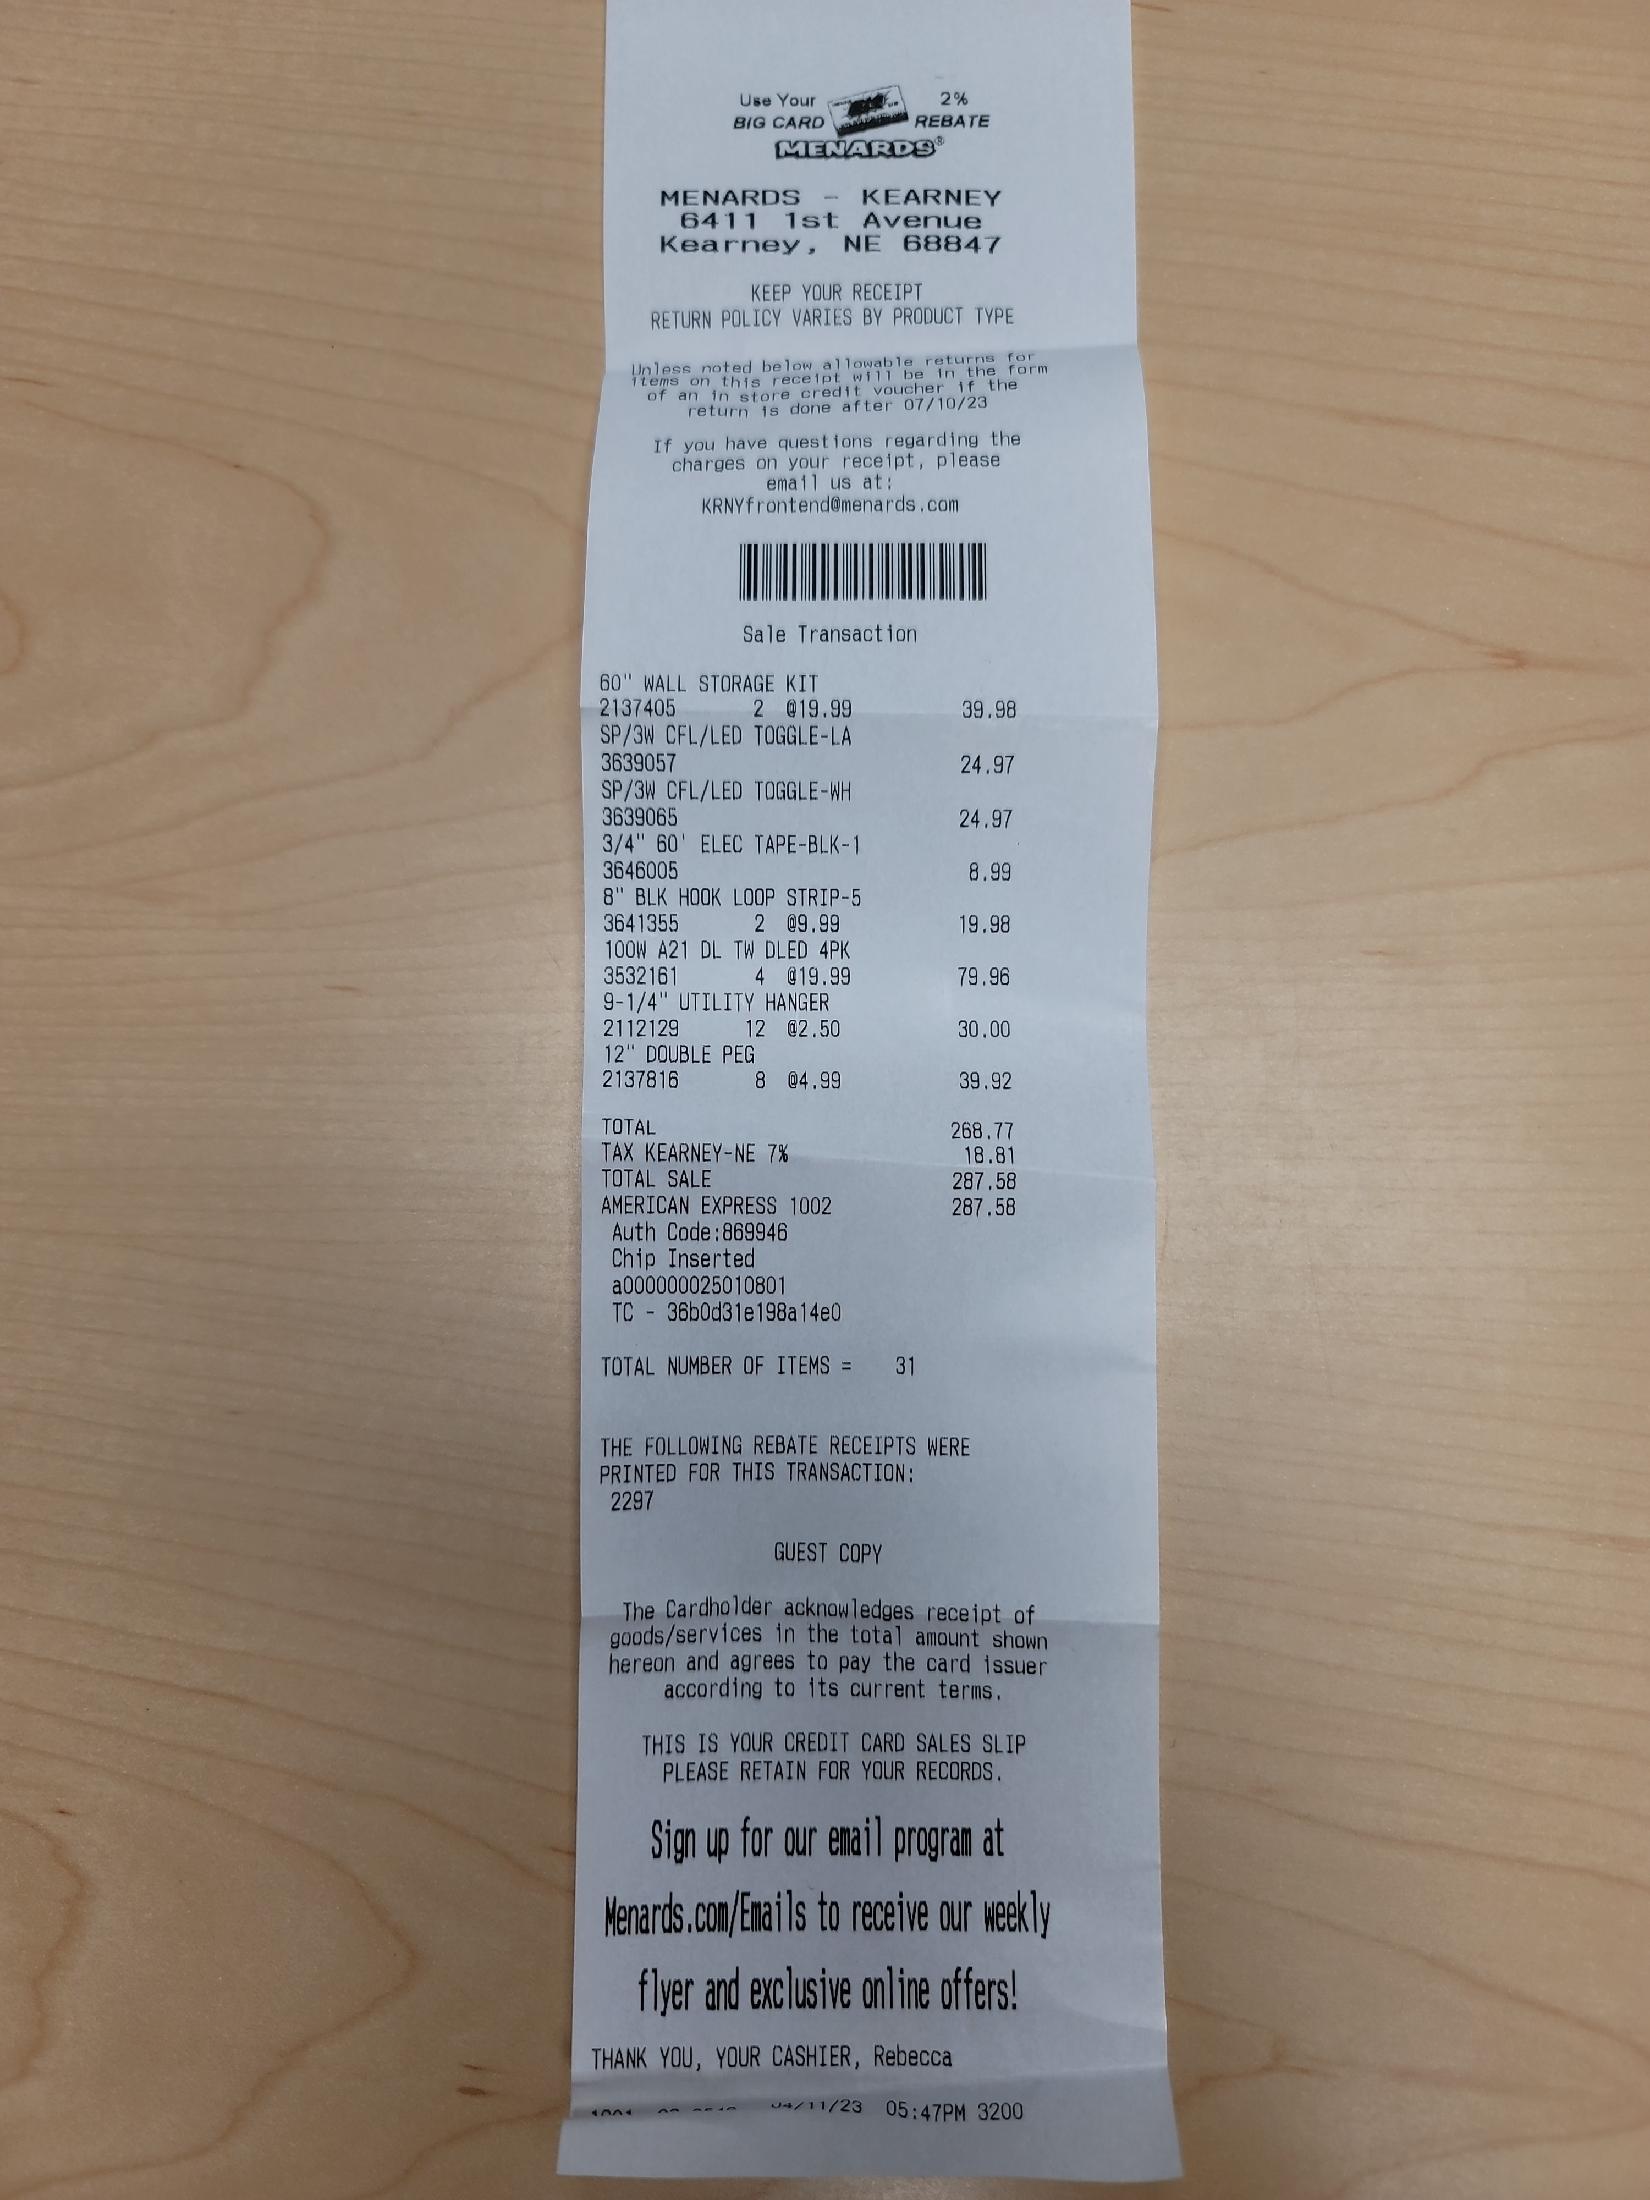 Use Your 2%
BIG CARD REBATE
MENARDS®
MENARDS - KEARNEY
6411 1st Avenue
Kearney, NE 68847
KEEP YOUR RECEIPT
RETURN POLICY VARIES BY PRODUCT TYPE
Unless noted below allowable returns for
items on this receipt will be in the form
of an in store credit voucher if the
return is done after 07/10/23
If you have questions regarding the
charges on your receipt, please
email us at:
KRNYfrontend@menards.com
Sale Transaction
60" WALL STORAGE KIT
2137405 2 @19.99 39.98
SP/3W CFL/LED TOGGLE-LA
3639057 24.97
SP/3W CFL/LED TOGGLE-WH
3639065 24.97
3/4" 60' ELEC TAPE-BLK-1
3646005 8.99
8" BLK HOOK LOOP STRIP-5
3641355 2 @9.99 19.98
100W A21 DL TW DLED 4PK
3532161 4 @19.99 79.96
9-1/4" UTILITY HANGER
2112129 12 @2.50 30.00
12" DOUBLE PEG
2137816 8 @4.99 39.92
TOTAL 268.77
TAX KEARNEY-NE 7% 18.81
TOTAL SALE 287.58
AMERICAN EXPRESS 1002 287.58
Auth Code:869946
Chip Inserted
a000000025010801
TC - 36b0d31e198a14e0
TOTAL NUMBER OF ITEMS = 31
THE FOLLOWING REBATE RECEIPTS WERE
PRINTED FOR THIS TRANSACTION:
2297
GUEST COPY
The Cardholder acknowledges receipt of
goods/services in the total amount shown
hereon and agrees to pay the card issuer
according to its current terms.
THIS IS YOUR CREDIT CARD SALES SLIP
PLEASE RETAIN FOR YOUR RECORDS.
Sign up for our email program at
Menards.com/Emails to receive our weekly
flyer and exclusive online offers!
THANK YOU, YOUR CASHIER, Rebecca
04/11/23 05:47PM 3200